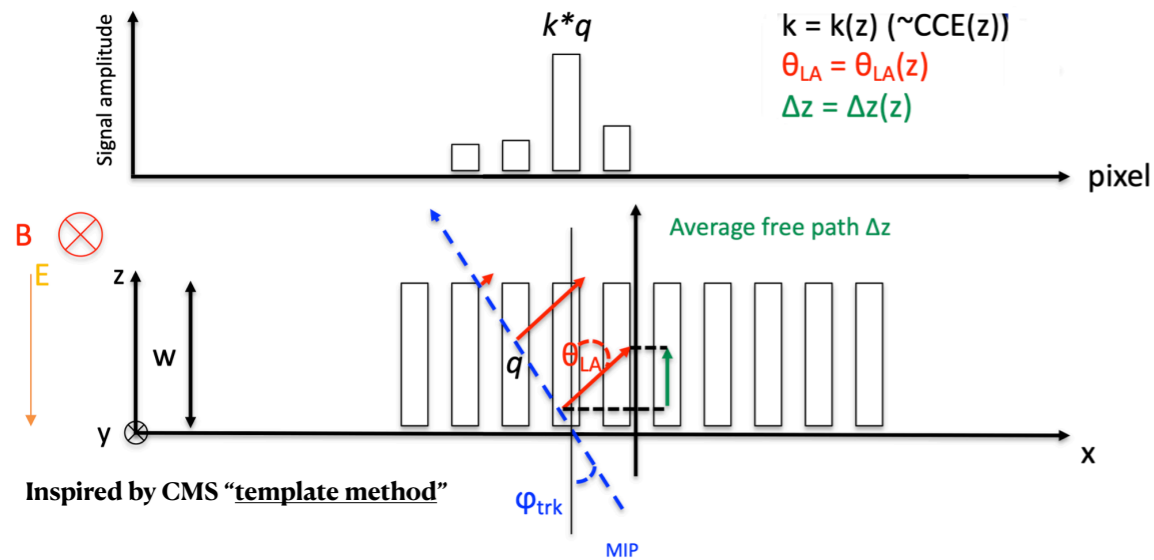 k*q
k = k(z) (~CCE(z))
θLA = θLA(z)
Δz = Δz(z)
Signal amplitude
pixel
B
E
Average free path Δz
z
w
q
θLA
y
x
Inspired by CMS “template method”
φtrk
MIP